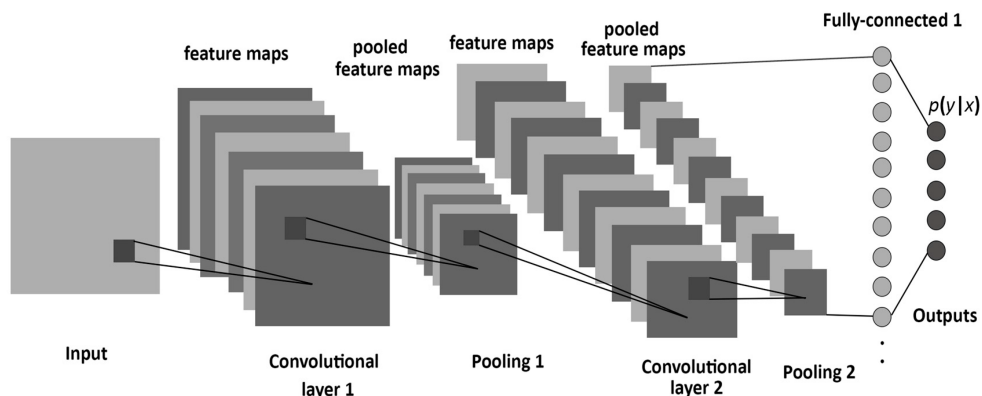 Fully-connected 1
feature maps
pooled
feature maps
feature maps
pooled
feature maps
p(y|x)
Outputs
Input
Convolutional
layer 1
Pooling 1
Convolutional
layer 2
Pooling 2